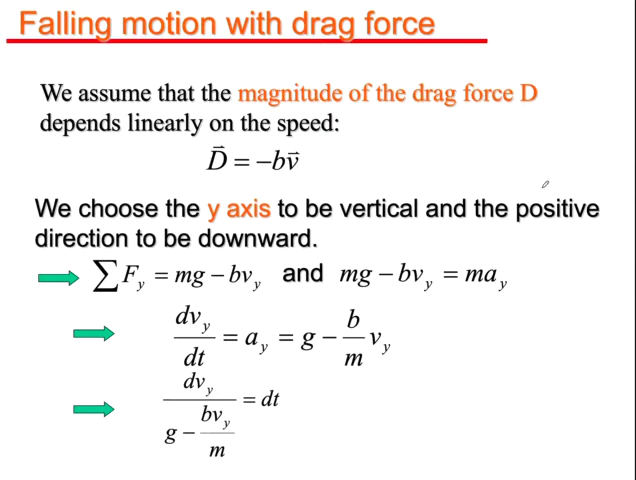 Falling motion with drag force
We assume that the magnitude of the drag force D
depends linearly on the speed:
D⃗ = −bv⃗
We choose the y axis to be vertical and the positive
direction to be downward.
∑F_y = mg − bv_y and mg − bv_y = ma_y
dv_y/dt = a_y = g − (b/m) v_y
dv_y/(g − bv_y/m) = dt